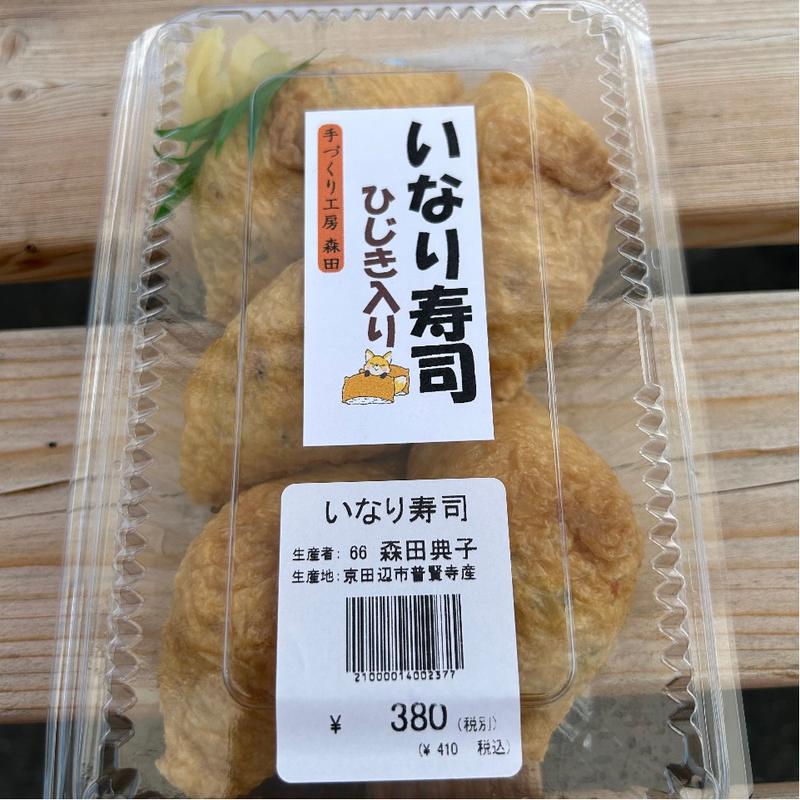 いなり寿司
ひじき入り
手づくり工房 森田
いなり寿司
生産者: 66 森田典子
生産地:京田辺市普賢寺産
21000014002377
¥ 380 (税別)
(¥ 410 税込)